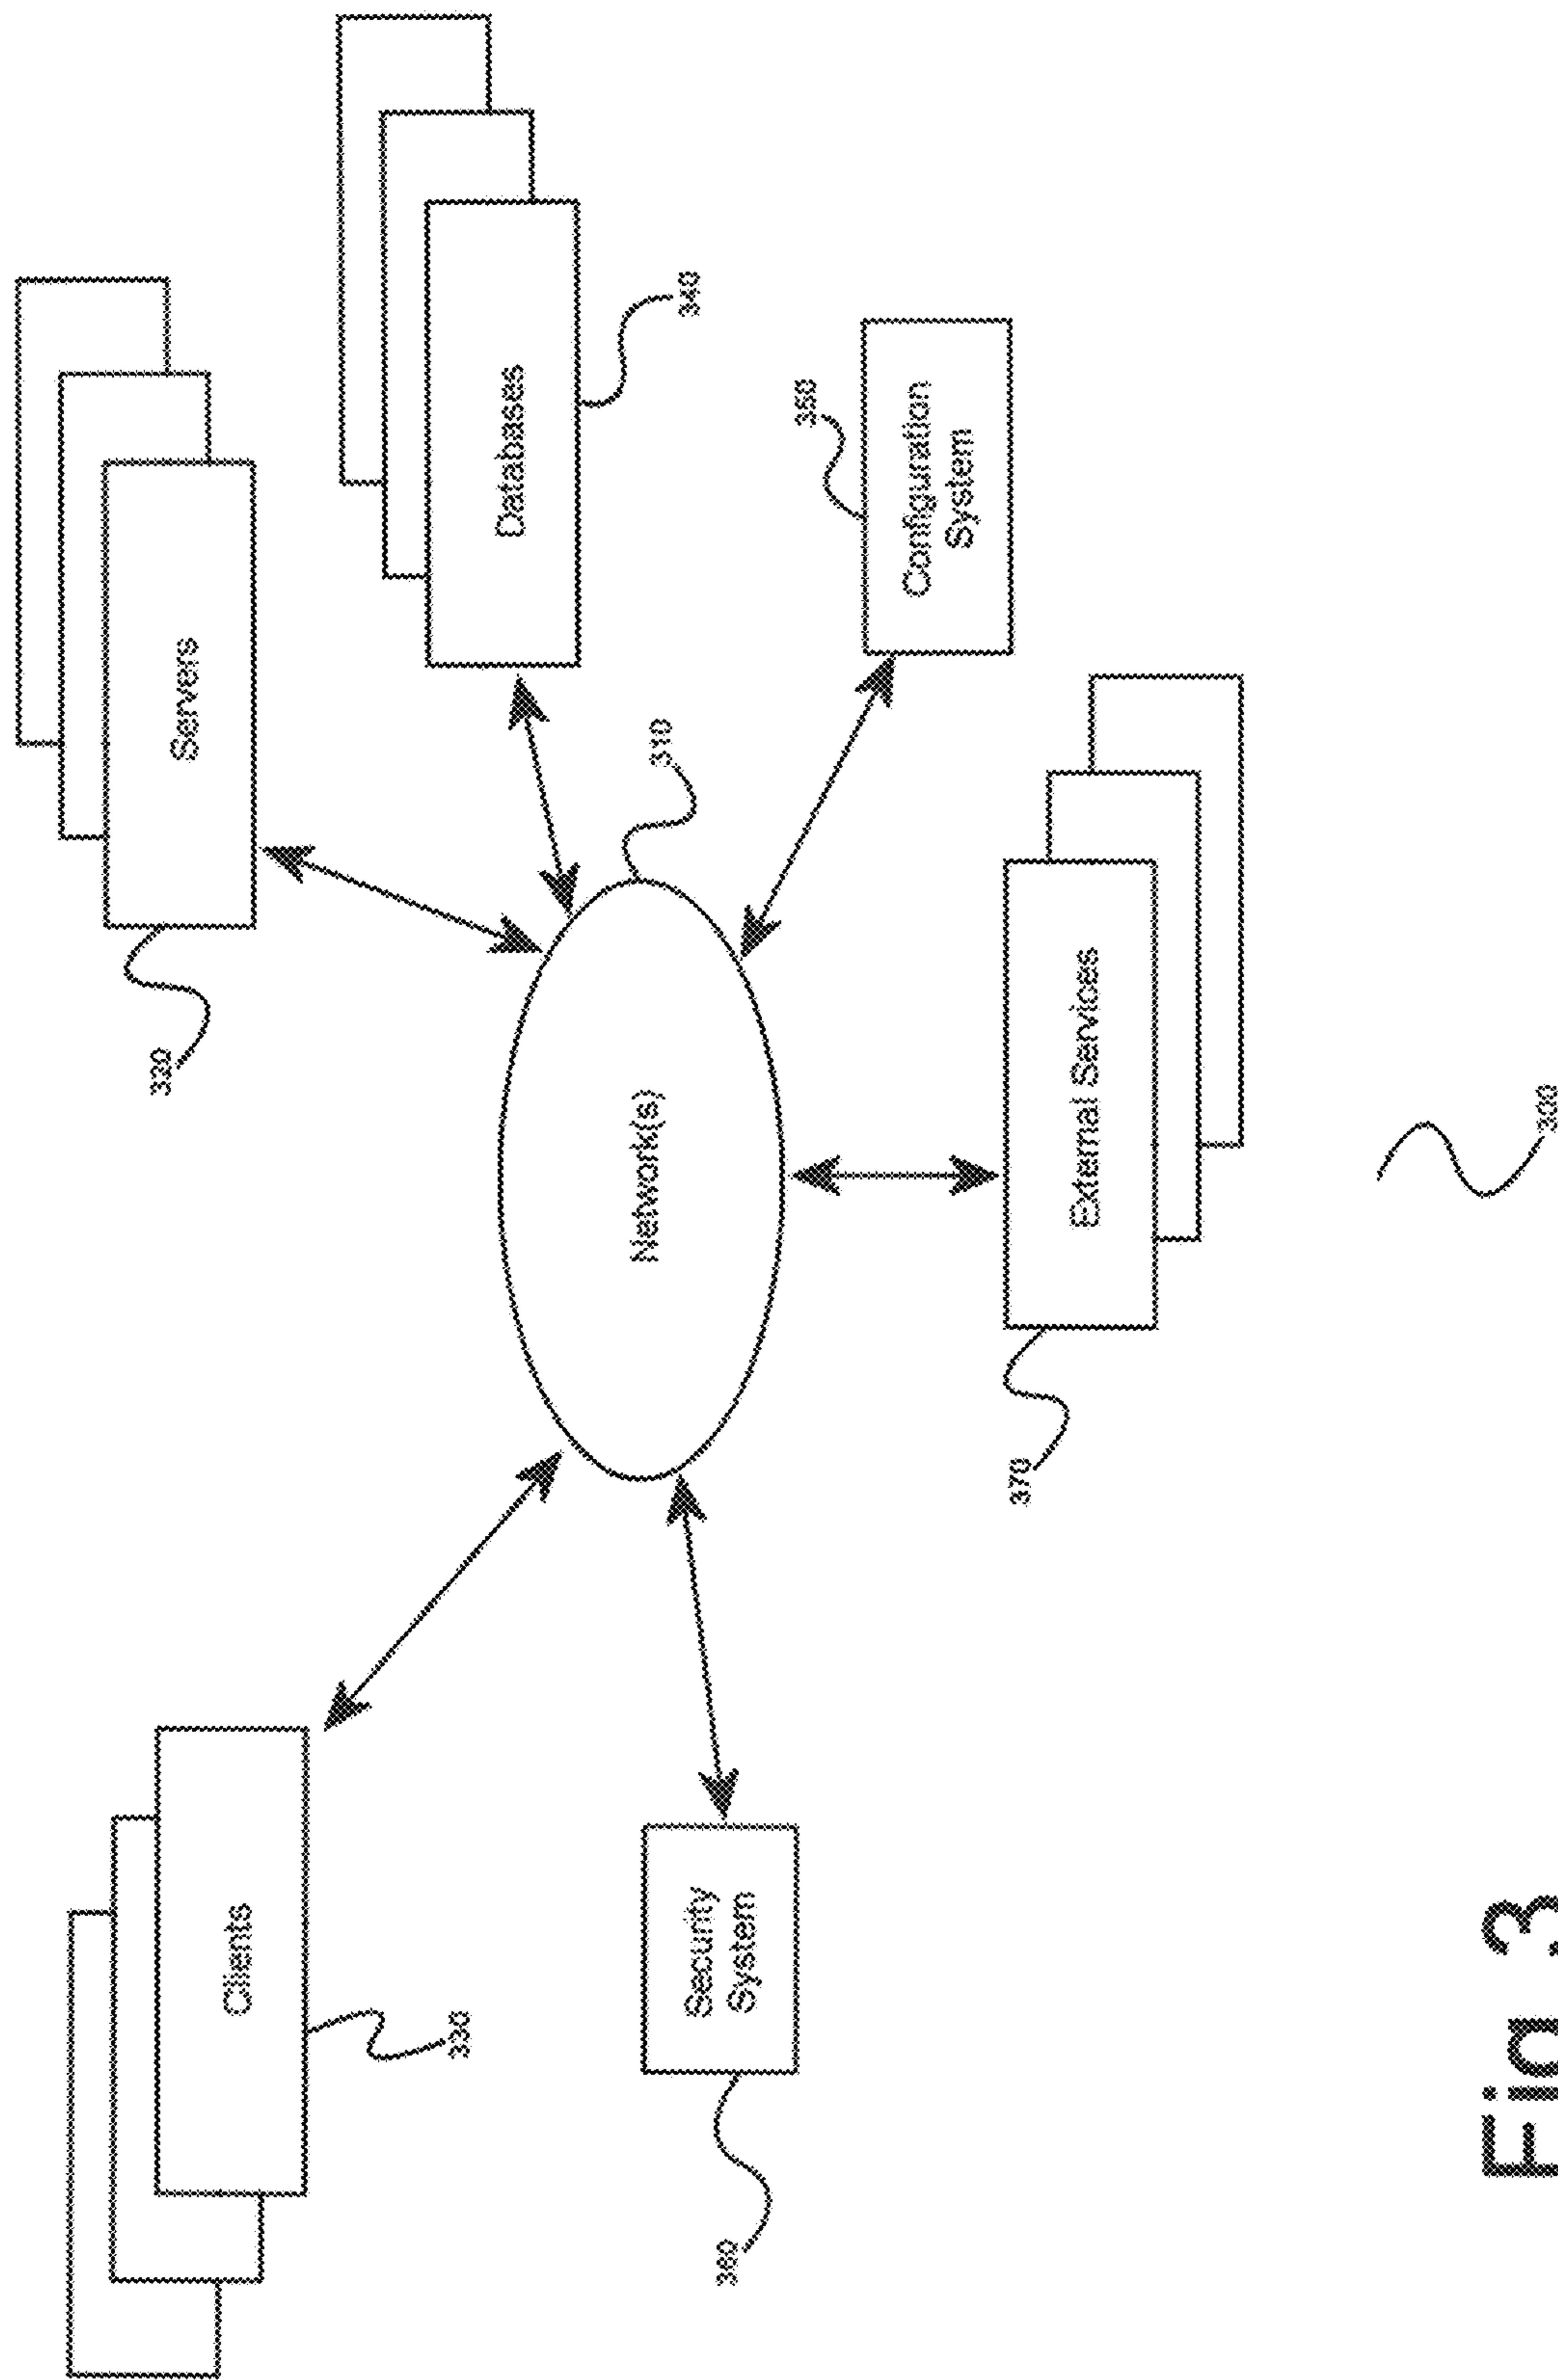 320
Servers
Clients
330
Databases
340
Network(s)
310
Security
System
360
350
Configuration
System
370
External Services
300
Fig 3